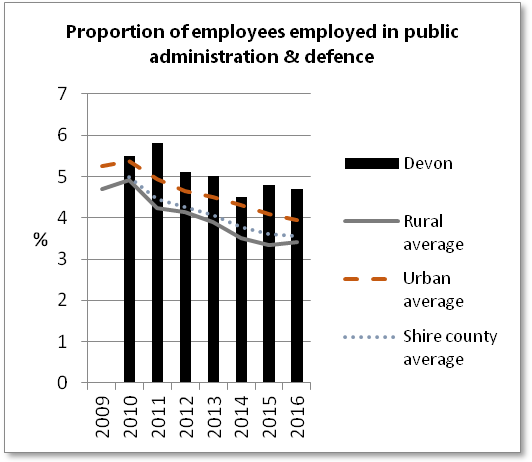 Proportion of employees employed in public
administration & defence
7
6
5
4
3
2
1
0
%
2009
2010
2011
2012
2013
2014
2015
2016
Devon
Rural
average
Urban
average
Shire county
average